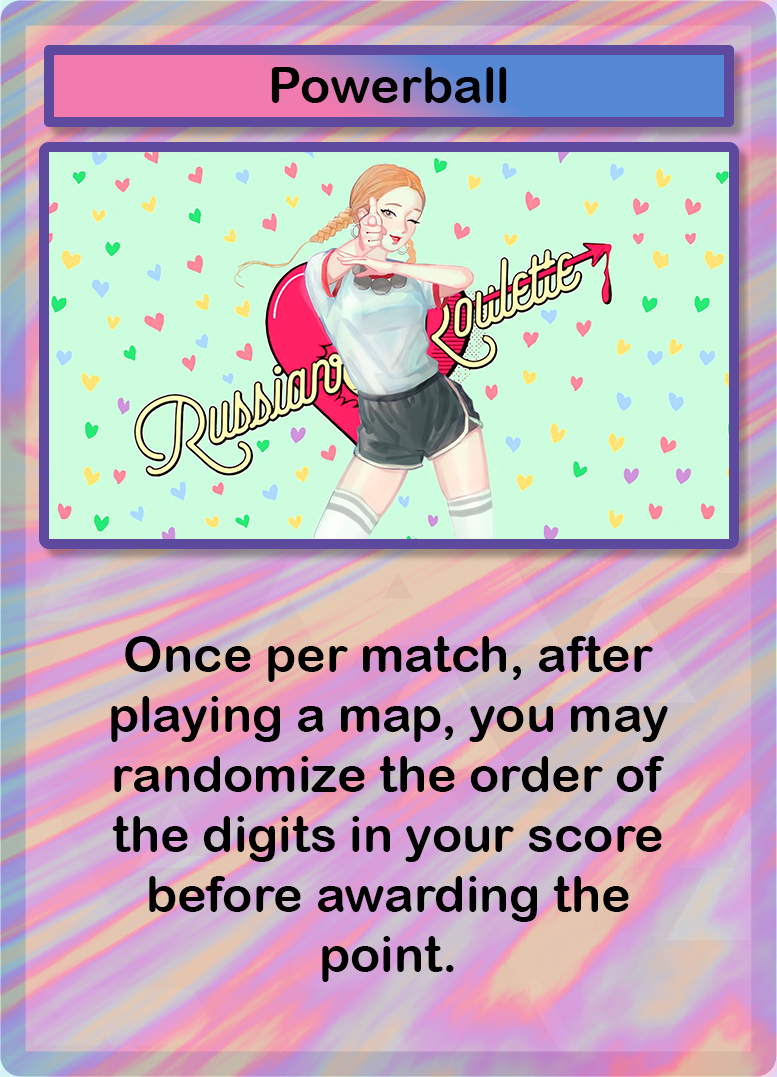 Powerball
Russian Roulette
Once per match, after
playing a map, you may
randomize the order of
the digits in your score
before awarding the
point.